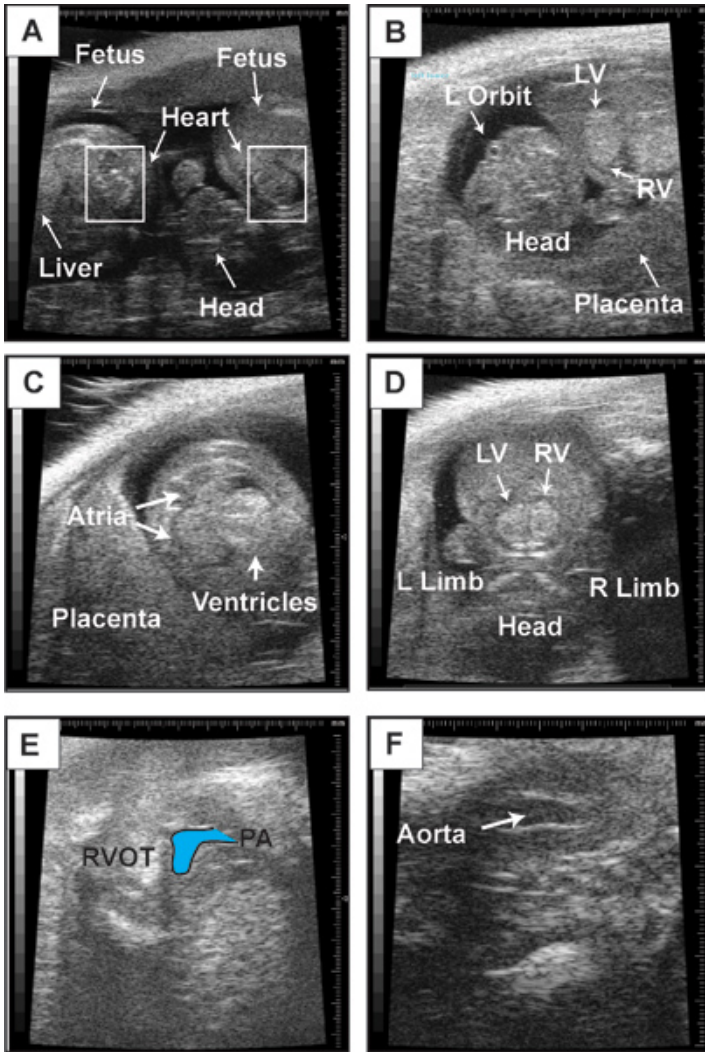 A
Fetus
Fetus
Heart
Liver
Head
B
LV
L Orbit
RV
Head
Placenta
C
Atria
Ventricles
Placenta
D
LV
RV
L Limb
R Limb
Head
E
RVOT
PA
F
Aorta